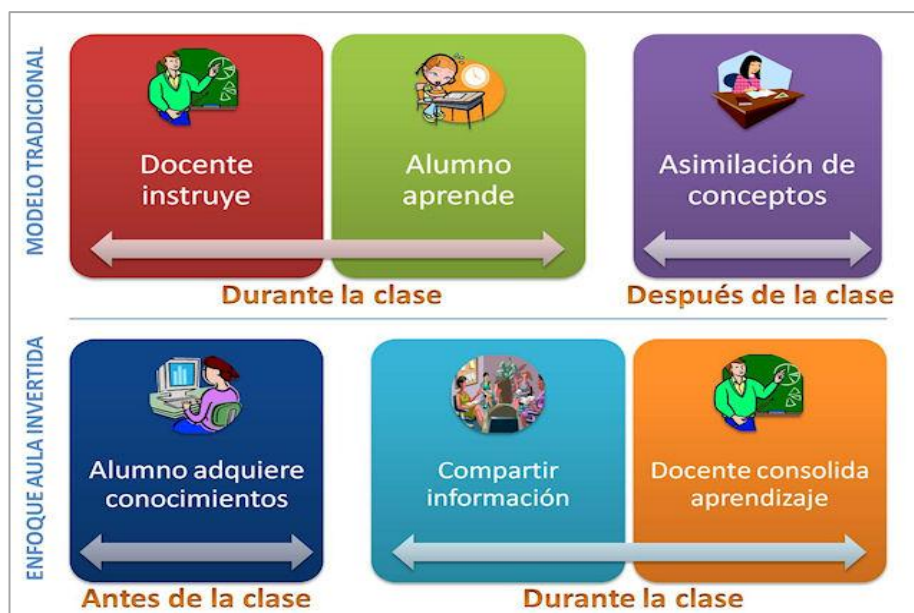 MODELO TRADICIONAL
Docente
instruye
Alumno
aprende
Asimilación de
conceptos
Durante la clase
Después de la clase
ENFOQUE AULA INVERTIDA
Alumno adquiere
conocimientos
Compartir
información
Docente consolida
aprendizaje
Antes de la clase
Durante la clase